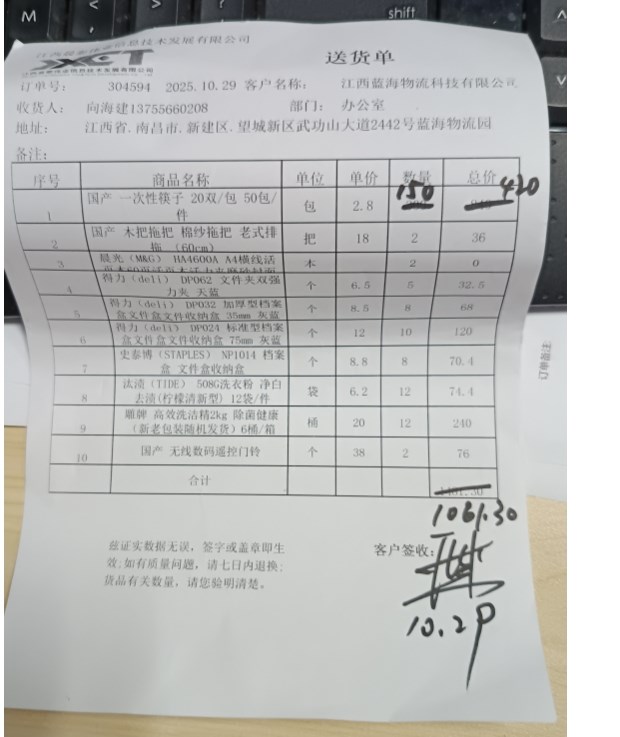 M
<
>
shift
息技术发展有限公司
送货单
订单号: 304594 2025.10.29 客户名称: 江西蓝海物流科技有限公司
收货人: 向海建13755660208 部门: 办公室
地址: 江西省.南昌市.新建区.望城新区武功山大道2442号蓝海物流园
备注:
序号 商品名称 单位 单价 数量 总价
1 国产 一次性筷子 20双/包 50包/件 包 2.8 150 420
2 国产 木把拖把 棉纱拖把 老式排拖 (60cm) 把 18 2 36
3 晨光(M&G) HA4600A A4横线活 本 2 0
4 得力(deli) DP062 文件夹双强力夹 天蓝 个 6.5 5 32.5
5 得力(deli) DP032 加厚型档案盒文件盒文件收纳盒 35mm 灰蓝 个 8.5 8 68
6 得力(deli) DP024 标准型档案盒文件盒文件收纳盒 75mm 灰蓝 个 12 10 120
7 史泰博(STAPLES) NP1014 档案盒 文件盒收纳盒 个 8.8 8 70.4
8 汰渍(TIDE) 508G洗衣粉 净白去渍(柠檬清新型) 12袋/件 袋 6.2 12 74.4
9 雕牌 高效洗洁精2kg 除菌健康(新老包装随机发货) 6桶/箱 桶 20 12 240
10 国产 无线数码遥控门铃 个 38 2 76
合计
1061.30
兹证实数据无误，签字或盖章即生
效;如有质量问题，请七日内退换;
货品有关数量，请您验明清楚。
客户签收: